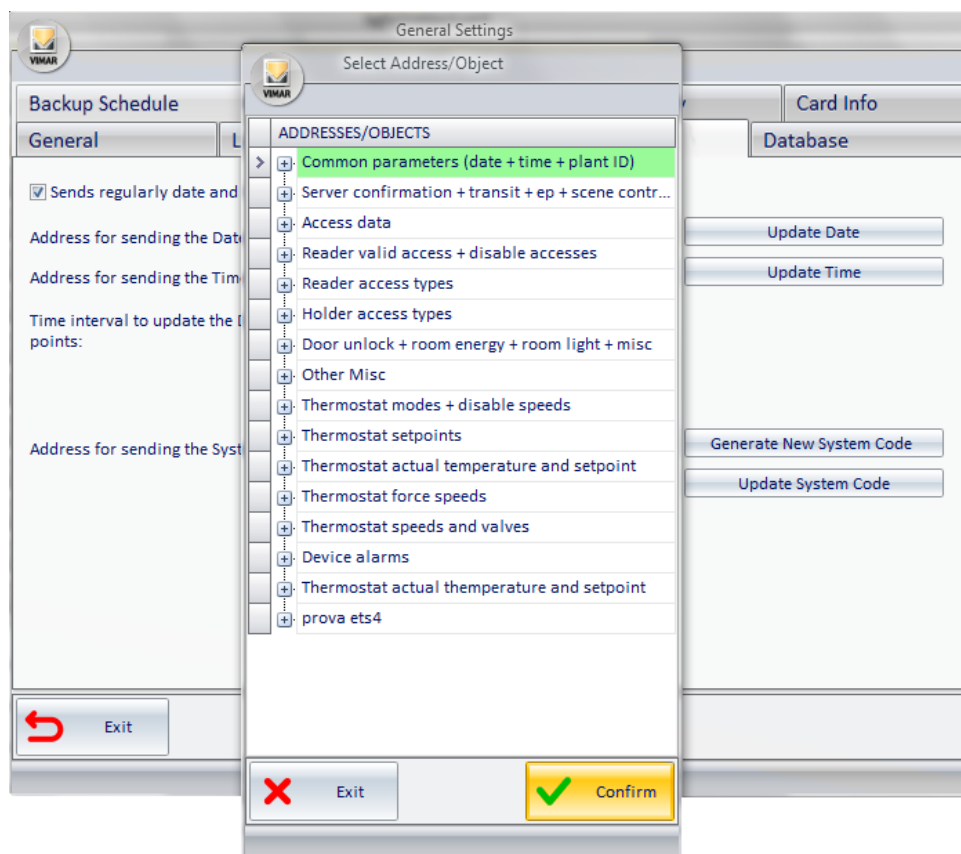 General Settings
VIMAR
Select Address/Object
VIMAR
Backup Schedule
Card Info
General
Database
ADDRESSES/OBJECTS
Common parameters (date + time + plant ID)
Server confirmation + transit + ep + scene contr...
Access data
Reader valid access + disable accesses
Reader access types
Holder access types
Door unlock + room energy + room light + misc
Other Misc
Thermostat modes + disable speeds
Thermostat setpoints
Thermostat actual temperature and setpoint
Thermostat force speeds
Thermostat speeds and valves
Device alarms
Thermostat actual themperature and setpoint
prova ets4
Sends regularly date and
Address for sending the Date
Update Date
Address for sending the Tim
Update Time
Time interval to update the D
points:
Address for sending the Syst
Generate New System Code
Update System Code
Exit
Exit
Confirm